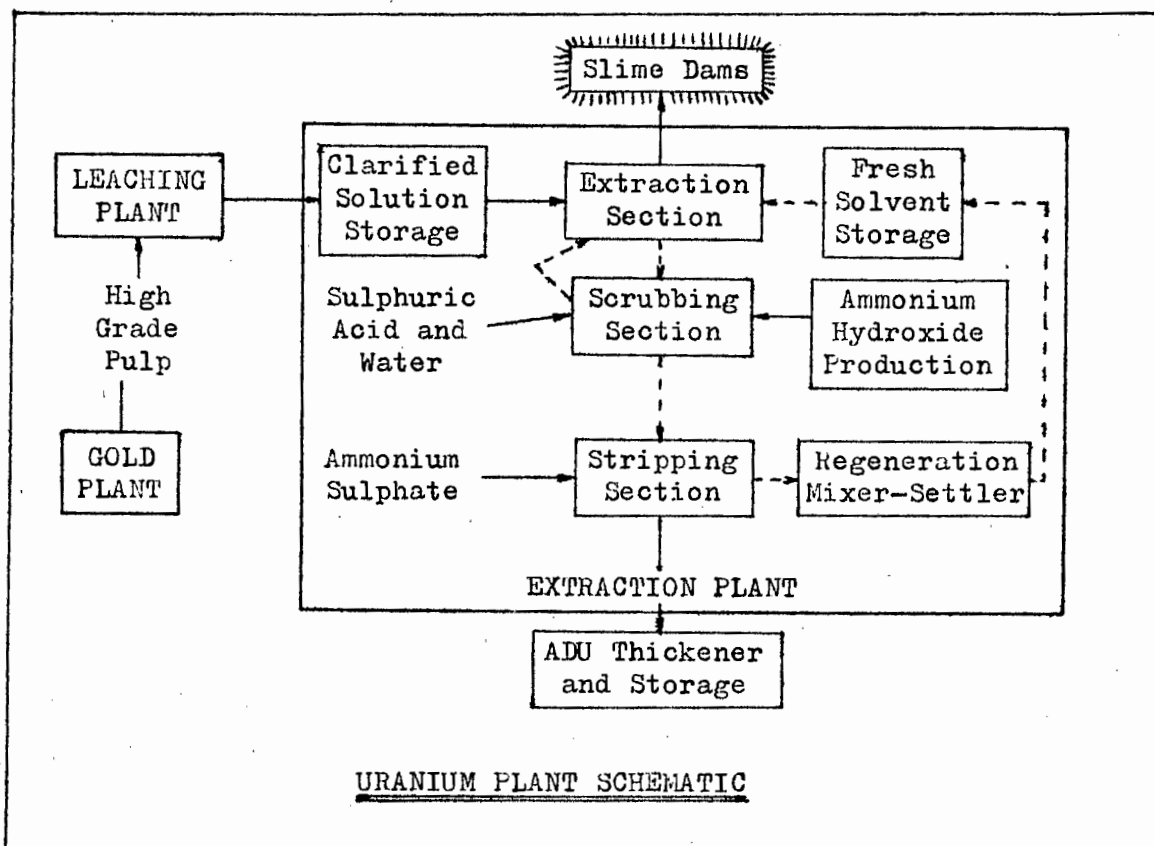 Slime Dams
LEACHING
PLANT
Clarified
Solution
Storage
Extraction
Section
Fresh
Solvent
Storage
High
Grade
Pulp
Sulphuric
Acid and
Water
Scrubbing
Section
Ammonium
Hydroxide
Production
GOLD
PLANT
Ammonium
Sulphate
Stripping
Section
Regeneration
Mixer-Settler
EXTRACTION PLANT
ADU Thickener
and Storage
URANIUM PLANT SCHEMATIC